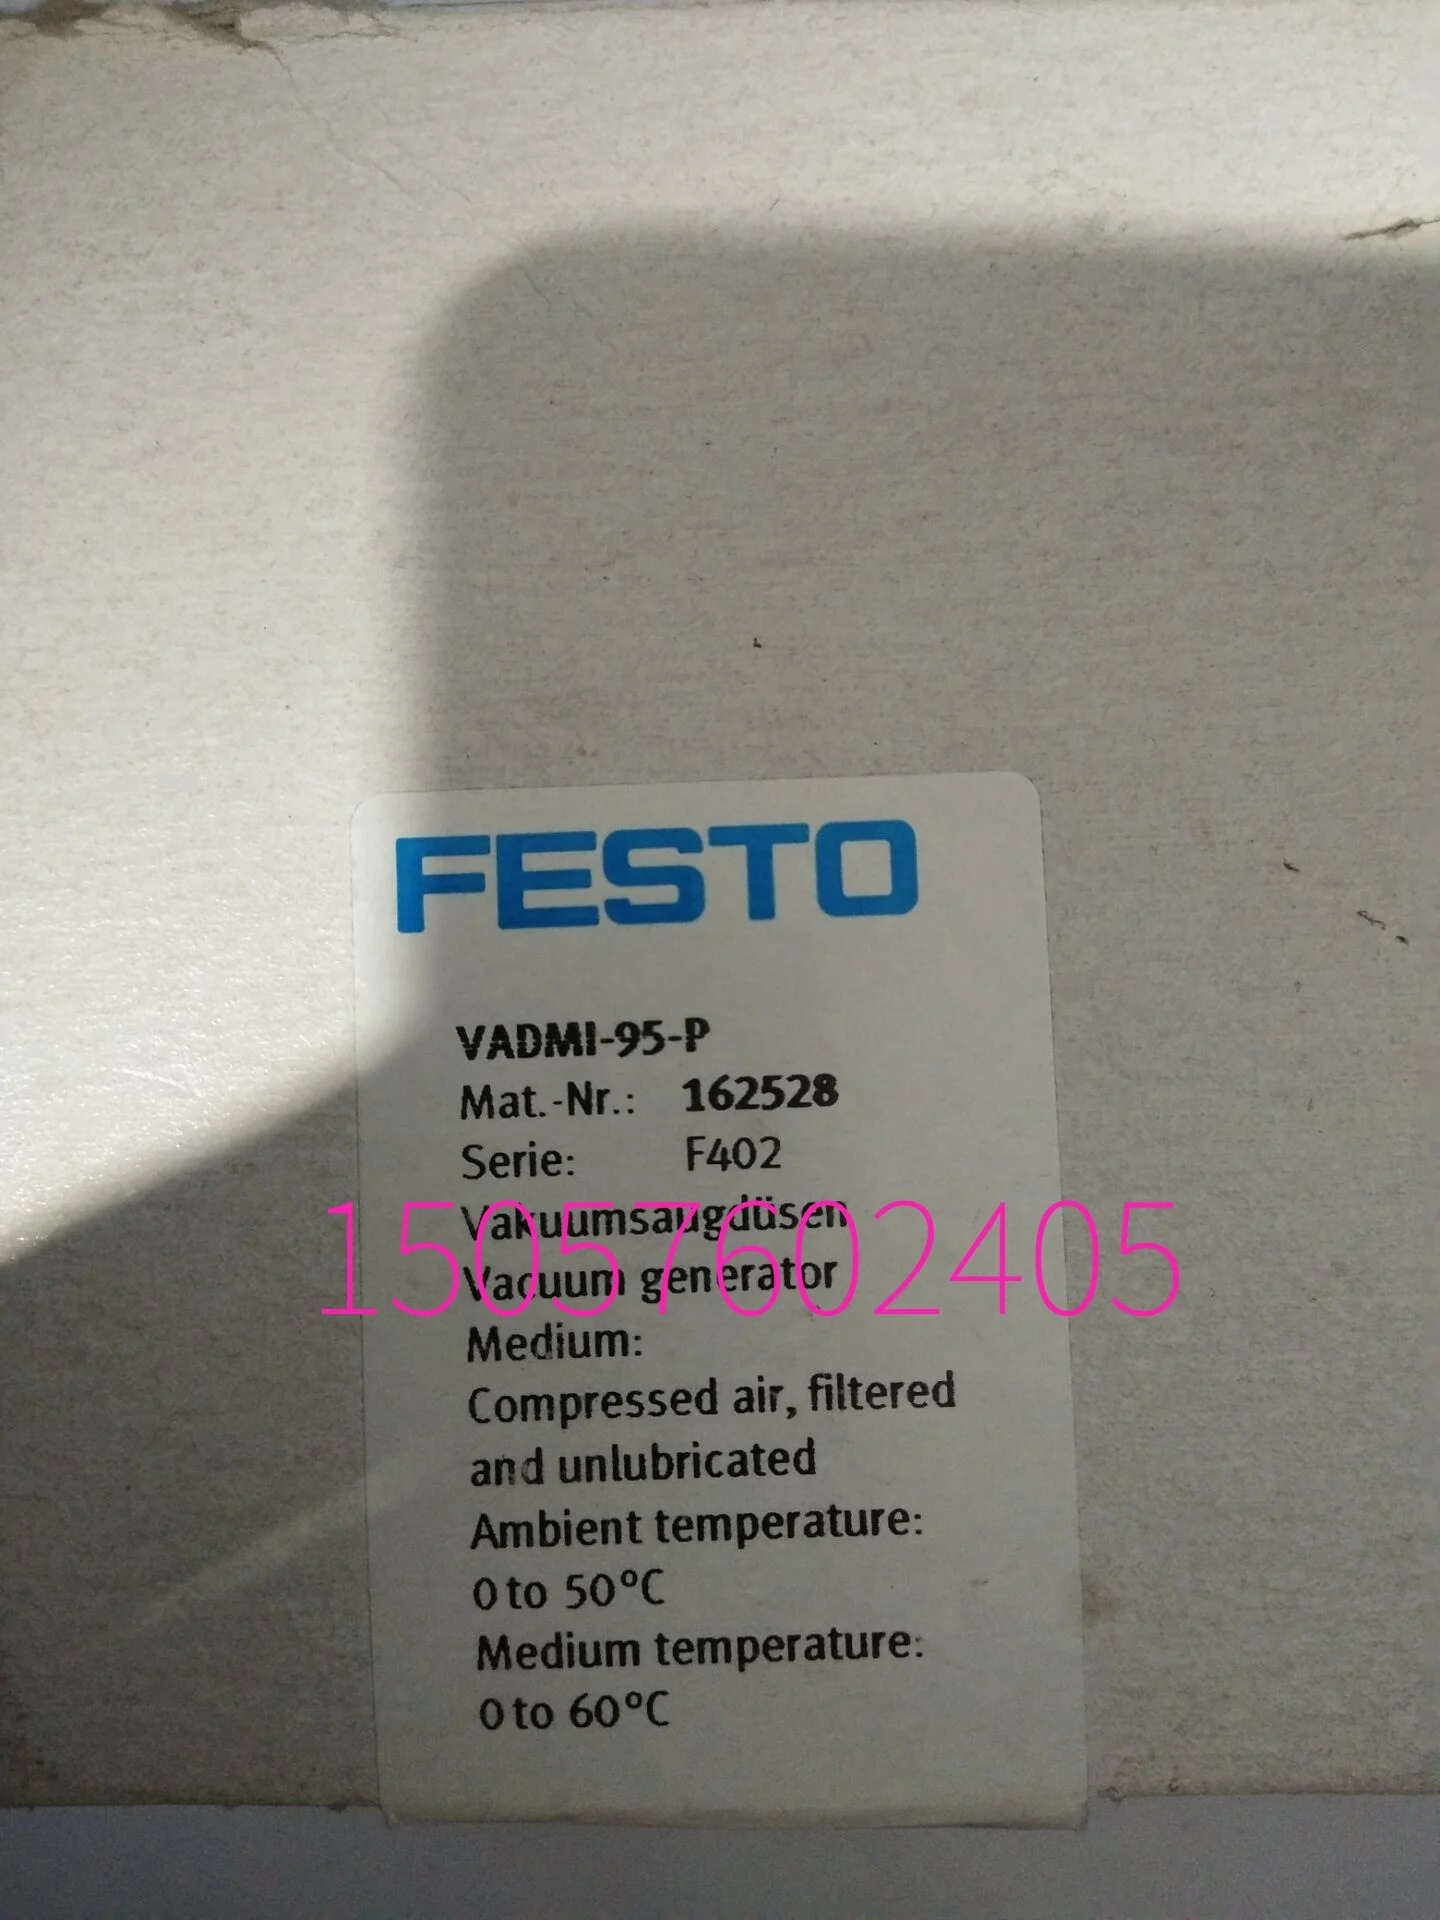 FESTO
VADMI-95-P
Mat.-Nr.: 162528
Serie: F402
Vakuumsaugdüsen
15057602405
Vacuum generator
Medium:
Compressed air, filtered
and unlubricated
Ambient temperature:
0 to 50°C
Medium temperature:
0 to 60°C